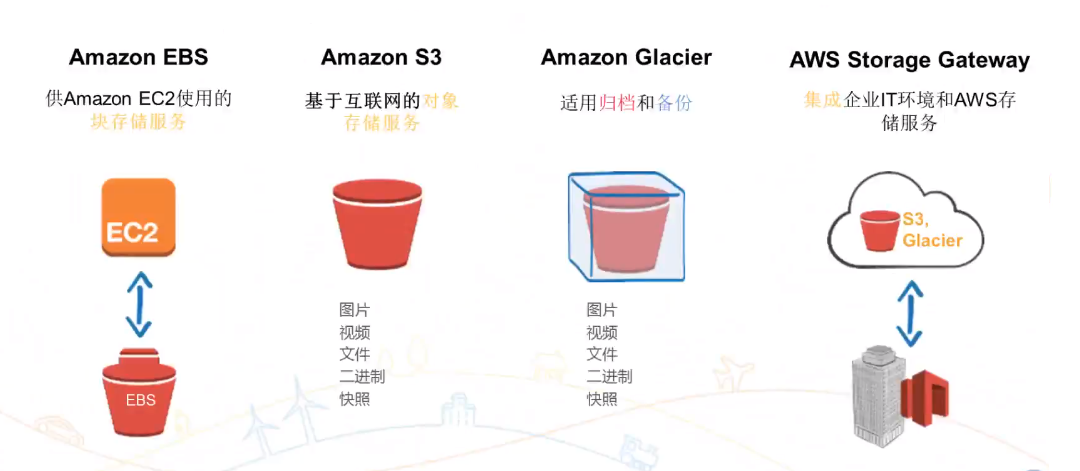 Amazon EBS
供Amazon EC2使用的
块存储服务
EC2
EBS
Amazon S3
基于互联网的对象
存储服务
图片
视频
文件
二进制
快照
Amazon Glacier
适用归档和备份
图片
视频
文件
二进制
快照
AWS Storage Gateway
集成企业IT环境和AWS存
储服务
S3,
Glacier